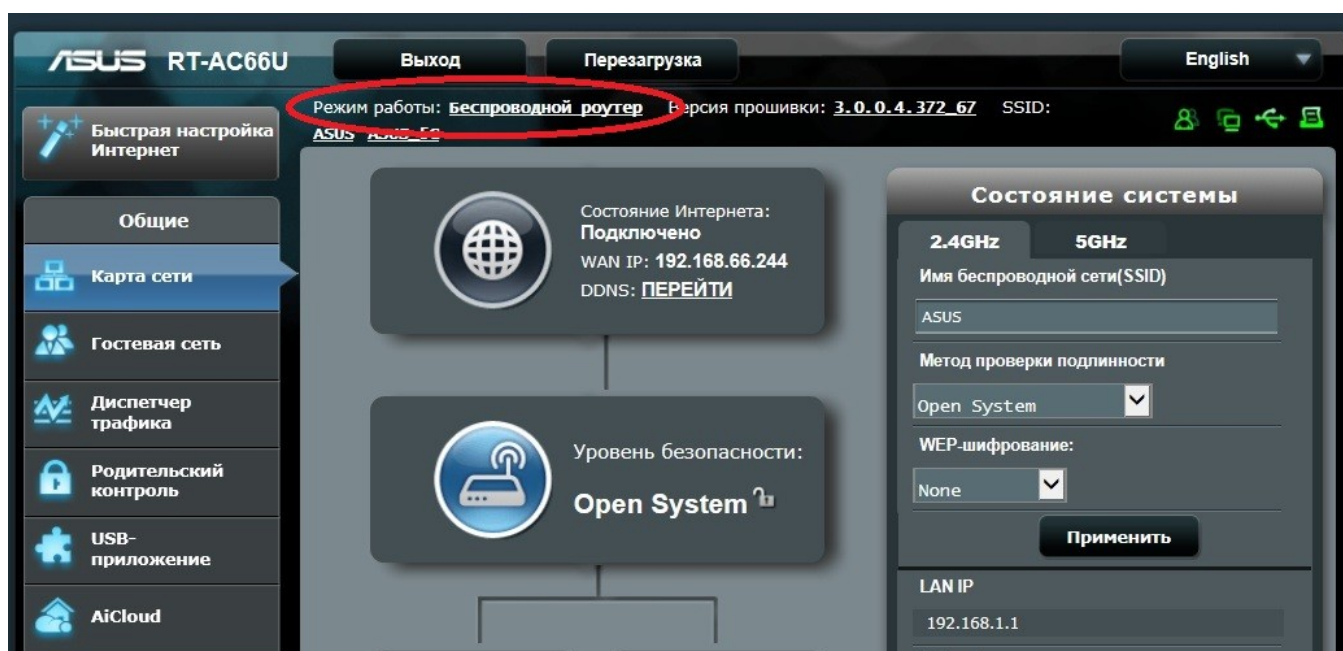 ASUS RT-AC66U
Выход
Перезагрузка
English
Режим работы: Беспроводной роутер Версия прошивки: 3.0.0.4.372_67 SSID:
ASUS ASUS_5G
Быстрая настройка
Интернет
Общие
Карта сети
Гостевая сеть
Диспетчер
трафика
Родительский
контроль
USB-
приложение
AiCloud
Состояние Интернета:
Подключено
WAN IP: 192.168.66.244
DDNS: ПЕРЕЙТИ
Уровень безопасности:
Open System
Состояние системы
2.4GHz 5GHz
Имя беспроводной сети(SSID)
ASUS
Метод проверки подлинности
Open System
WEP-шифрование:
None
Применить
LAN IP
192.168.1.1